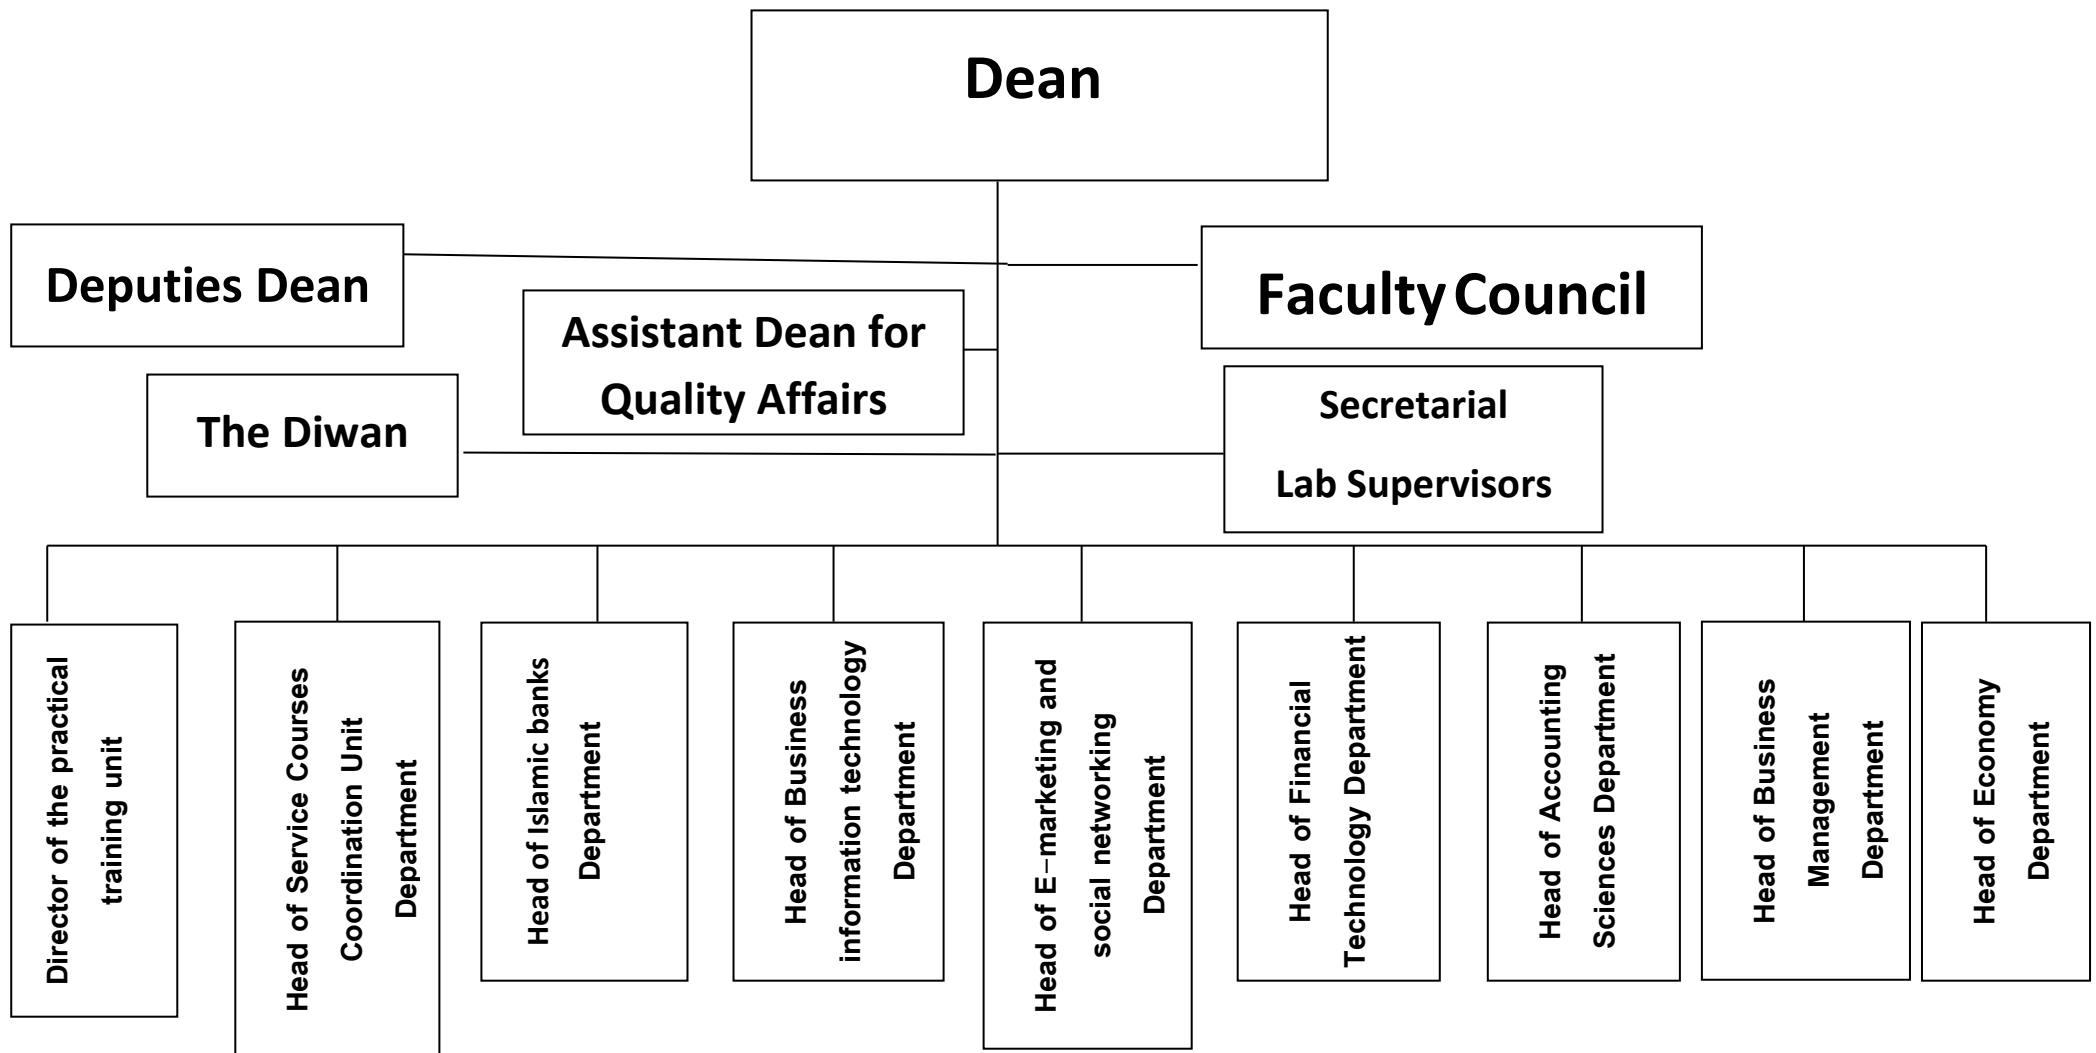 Dean
Deputies Dean
Faculty Council
Assistant Dean for
Quality Affairs
The Diwan
Secretarial
Lab Supervisors
Director of the practical
training unit
Head of Service Courses
Coordination Unit
Department
Head of Islamic banks
Department
Head of Business
information technology
Department
Head of E-marketing and
social networking
Department
Head of Financial
Technology Department
Head of Accounting
Sciences Department
Head of Business
Management
Department
Head of Economy
Department